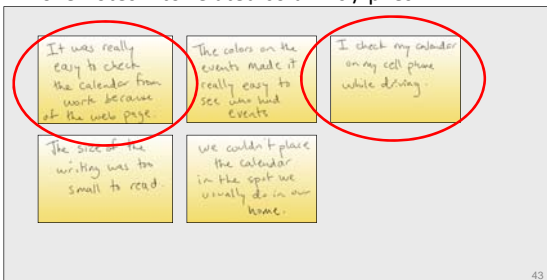 It was really
easy to check
the calendar from
work because
of the web page.
The colors on the
events made it
really easy to
see who had
events
I check my calendar
on my cell phone
while driving.
The size of the
writing was too
small to read.
we couldn't place
the calendar
in the spot we
usually do in our
home.
43